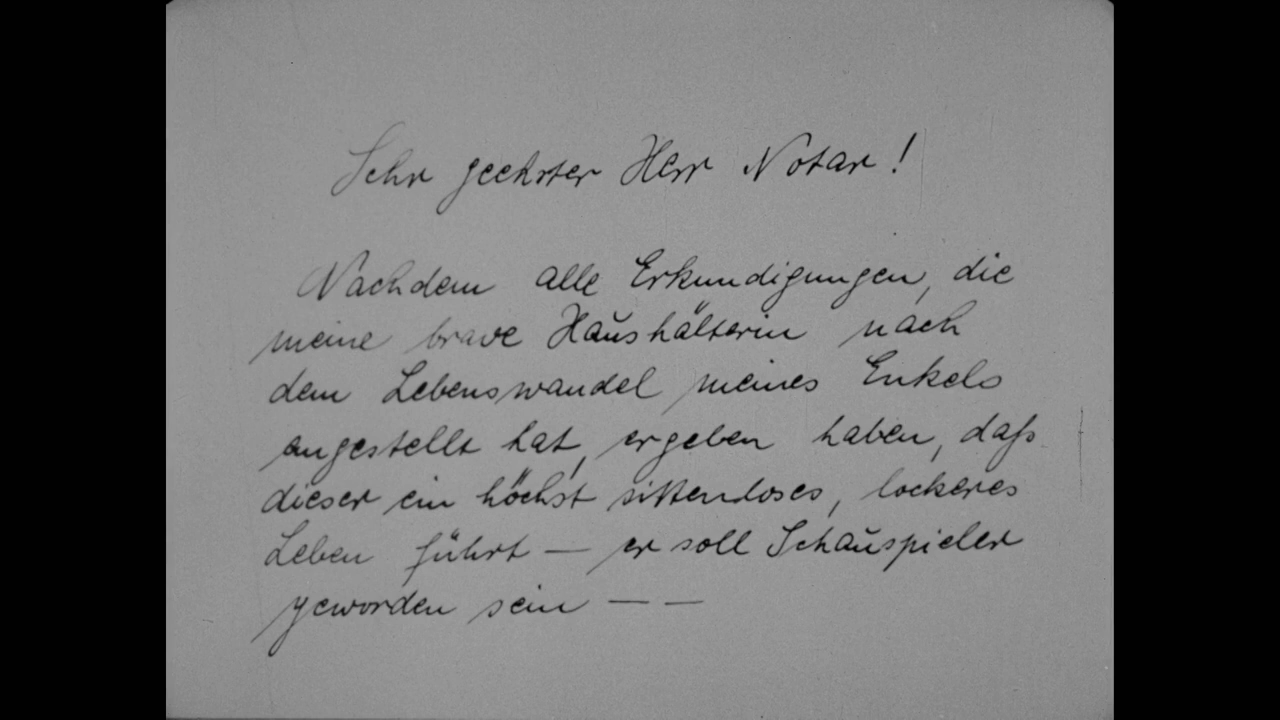 Sehr geehrter Herr Notar!
Nachdem alle Erkundigungen, die
meine brave Haushälterin nach
dem Lebenswandel meines Enkels
angestellt hat, ergeben haben, daß
dieser ein höchst sittenloses, lockeres
Leben führt — er soll Schauspieler
geworden sein — —